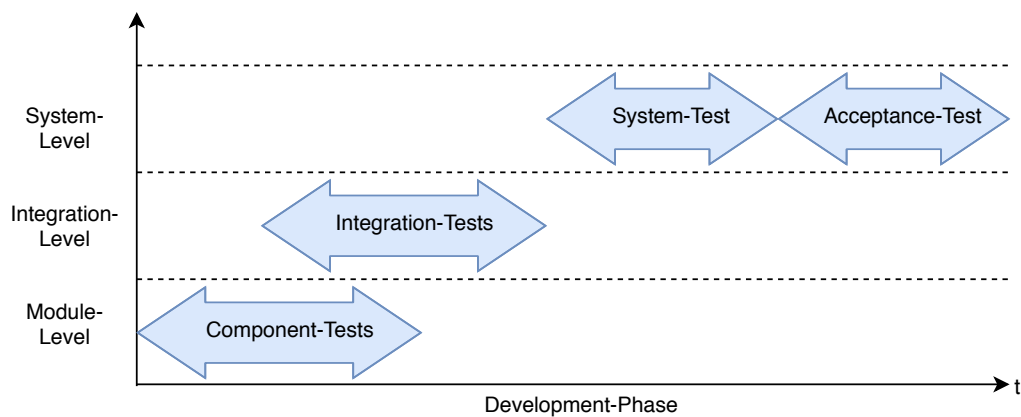 System-
Level
System-Test
Acceptance-Test
Integration-
Level
Integration-Tests
Module-
Level
Component-Tests
t
Development-Phase